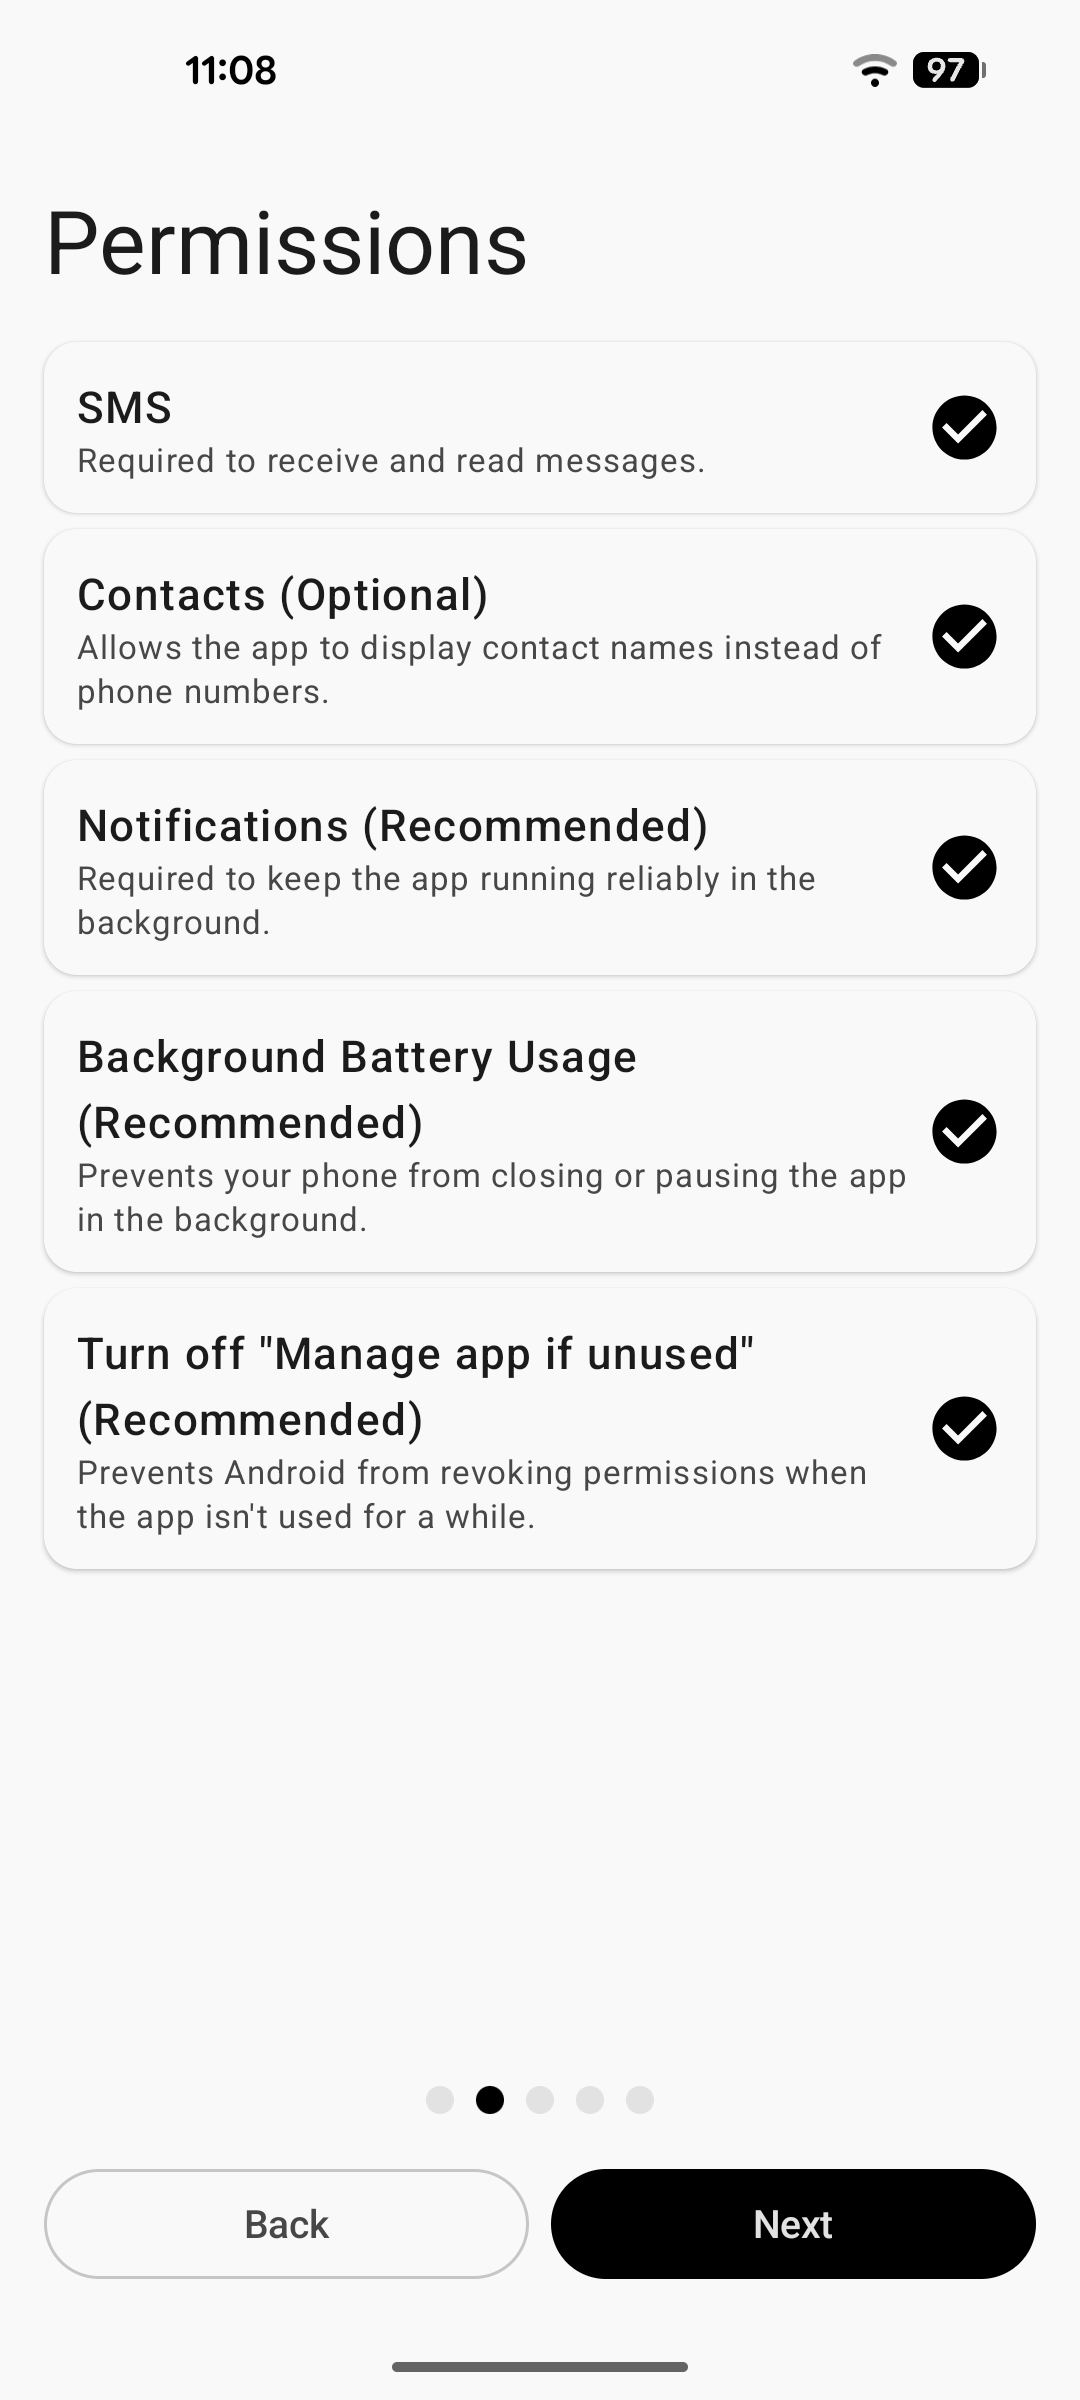 11:08
97
Permissions
SMS
Required to receive and read messages.
Contacts (Optional)
Allows the app to display contact names instead of
phone numbers.
Notifications (Recommended)
Required to keep the app running reliably in the
background.
Background Battery Usage
(Recommended)
Prevents your phone from closing or pausing the app
in the background.
Turn off "Manage app if unused"
(Recommended)
Prevents Android from revoking permissions when
the app isn't used for a while.
Back
Next